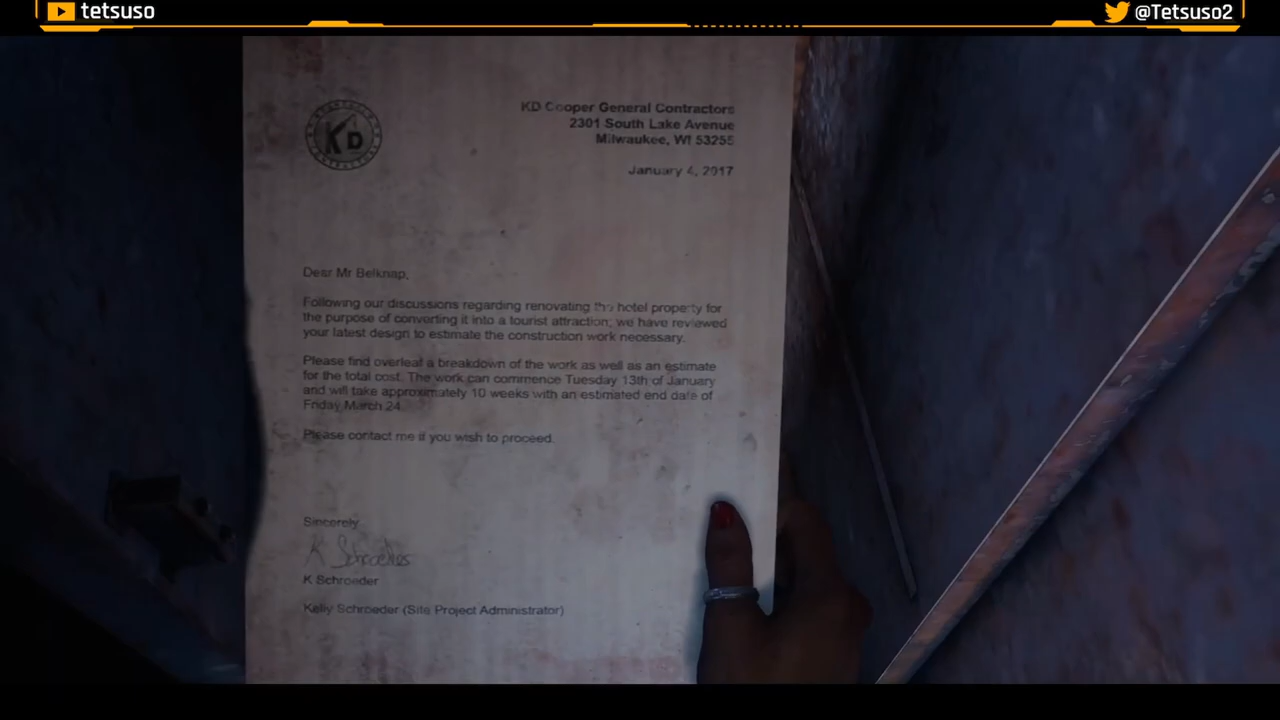 tetsuso
@Tetsuso2
KD
KD Cooper General Contractors
2301 South Lake Avenue
Milwaukee, WI 53255
January 4, 2017
Dear Mr Belknap,
Following our discussions regarding renovating the hotel property for
the purpose of converting it into a tourist attraction, we have reviewed
your latest design to estimate the construction work necessary.
Please find overleaf a breakdown of the work as well as an estimate
for the total cost. The work can commence Tuesday 13th of January
and will take approximately 10 weeks with an estimated end date of
Friday March 24.
Please contact me if you wish to proceed.
Sincerely
K Schroeder
K Schroeder
Kelly Schroeder (Site Project Administrator)